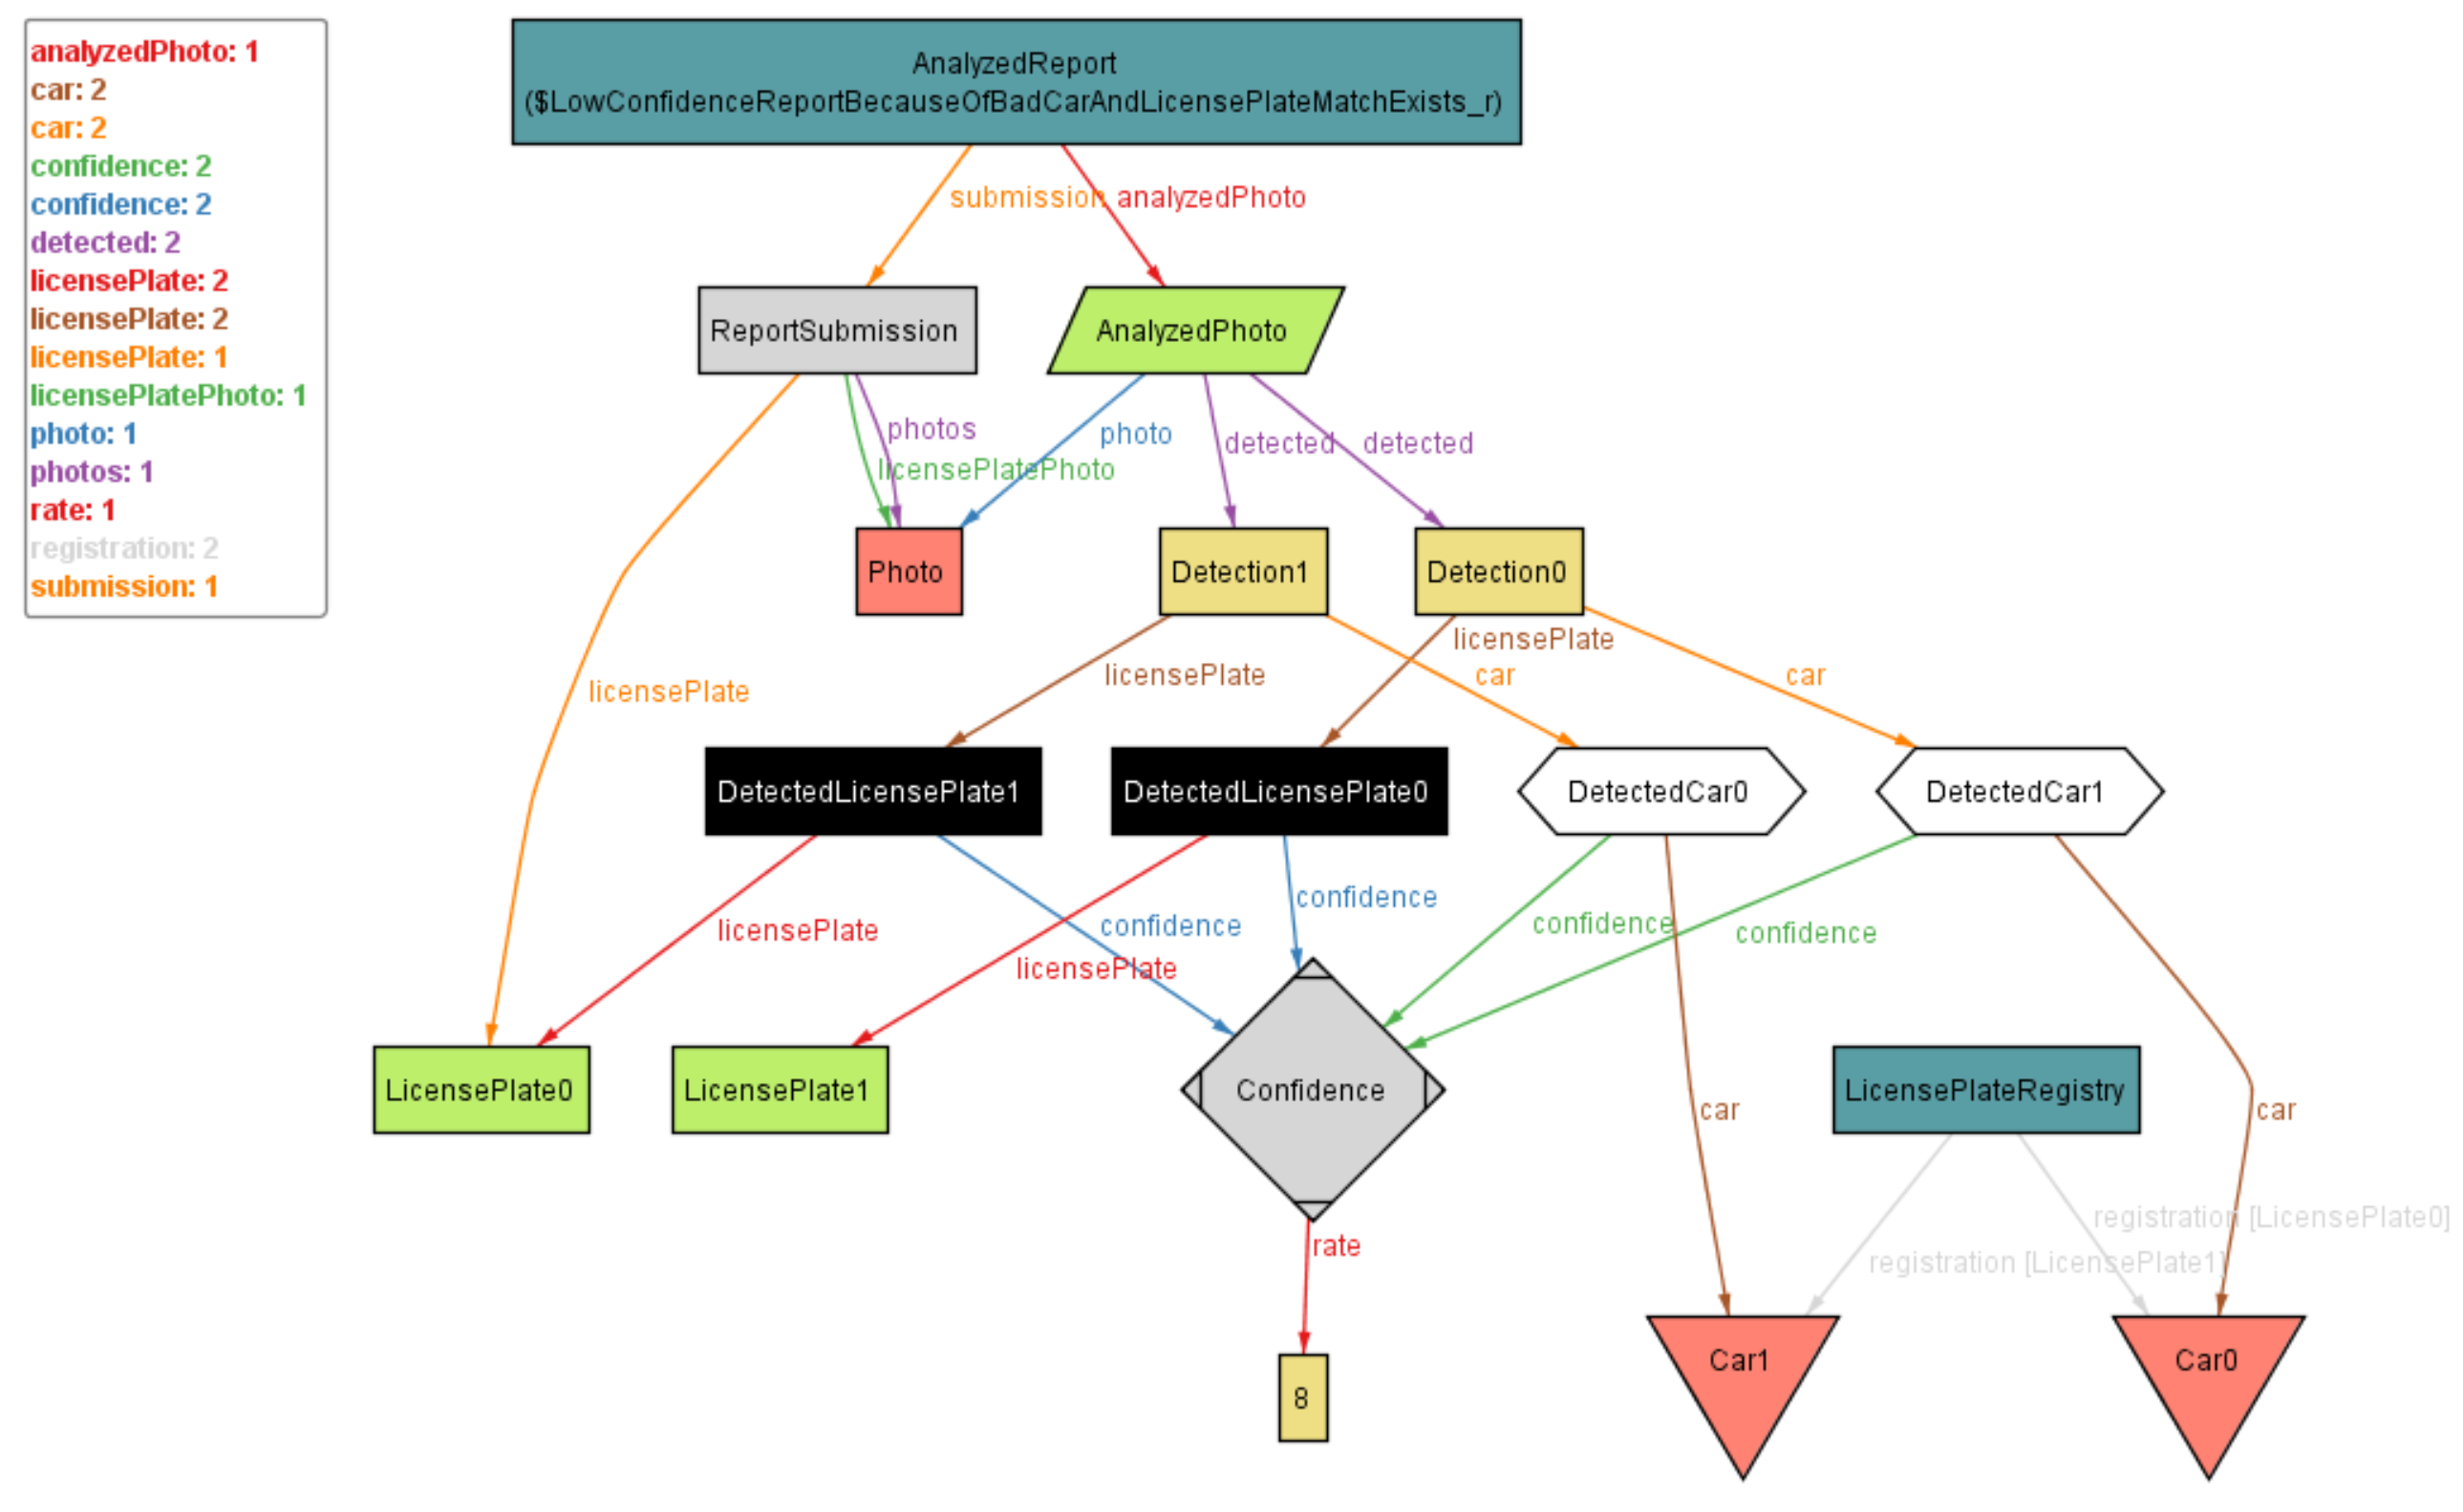 analyzedPhoto: 1
car: 2
car: 2
confidence: 2
confidence: 2
detected: 2
licensePlate: 2
licensePlate: 2
licensePlate: 1
licensePlatePhoto: 1
photo: 1
photos: 1
rate: 1
registration: 2
submission: 1
AnalyzedReport
($LowConfidenceReportBecauseOfBadCarAndLicensePlateMatchExists_r)
submission
analyzedPhoto
ReportSubmission
AnalyzedPhoto
photos
photo
detected
detected
licensePlatePhoto
Photo
Detection1
Detection0
licensePlate
licensePlate
licensePlate
car
car
DetectedLicensePlate1
DetectedLicensePlate0
DetectedCar0
DetectedCar1
licensePlate
confidence
confidence
confidence
confidence
licensePlate
LicensePlate0
LicensePlate1
Confidence
LicensePlateRegistry
car
car
registration [LicensePlate0]
registration [LicensePlate1]
rate
8
Car1
Car0